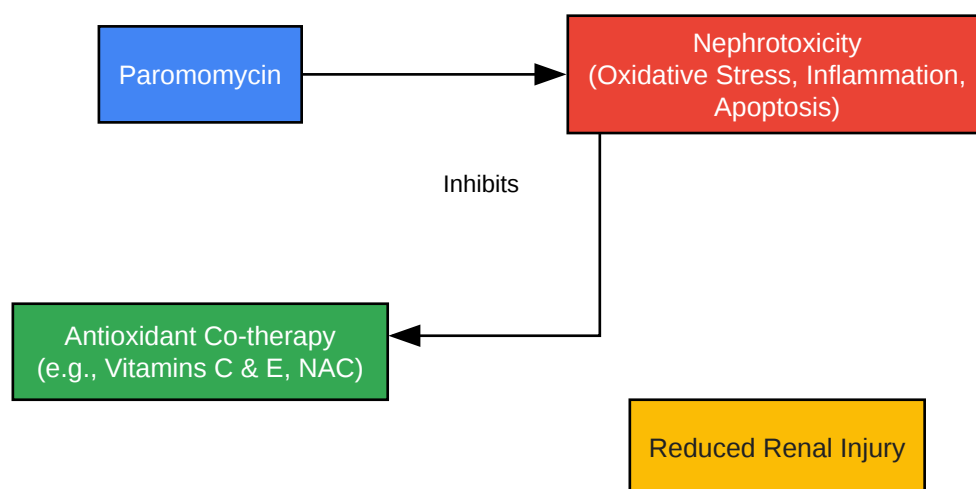 Paromomycin
Nephrotoxicity
(Oxidative Stress, Inflammation,
Apoptosis)
Inhibits
Antioxidant Co-therapy
(e.g., Vitamins C & E, NAC)
Reduced Renal Injury